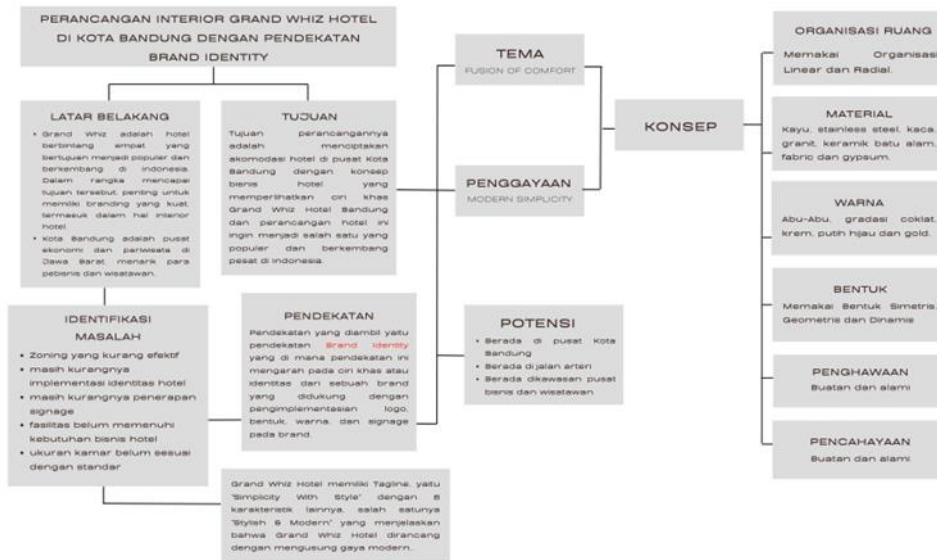 PERANCANGAN INTERIOR GRAND WHIZ HOTEL
DI KOTA BANDUNG DENGAN PENDEKATAN
BRAND IDENTITY
LATAR BELAKANG
• Grand Whiz adalah hotel
berbintang empat yang
bertujuan menjadi populer dan
berkembang di indonesia.
Dalam rangka mencapai
tujuan tersebut, penting untuk
memiliki branding yang kuat,
termasuk dalam hal interior
hotel.
• Kota Bandung adalah pusat
ekonomi dan pariwisata di
Jawa Barat, menarik para
pebisnis dan wisatawan.
TUJUAN
Tujuan perancangannya
adalah menciptakan
akomodasi hotel di pusat Kota
Bandung dengan konsep
bisnis hotel yang
memperlihatkan ciri khas
Grand Whiz Hotel Bandung
dan perancangan hotel ini
ingin menjadi salah satu yang
populer dan berkembang
pesat di Indonesia.
IDENTIFIKASI
MASALAH
• Zoning yang kurang efektif
• masih kurangnya
implementasi identitas hotel
• masih kurangnya penerapan
signage
• fasilitas belum memenuhi
kebutuhan bisnis hotel
• ukuran kamar belum sesuai
dengan standar
PENDEKATAN
Pendekatan yang diambil yaitu
pendekatan Brand Identity
yang di mana pendekatan ini
mengarah pada ciri khas atau
identitas dari sebuah brand
yang didukung dengan
pengimplementasian logo,
bentuk, warna, dan signage
pada brand.
Grand Whiz Hotel memiliki Tagline, yaitu
"Simplicity With Style" dengan 8
karakteristik lainnya, salah satunya
"Stylish & Modern" yang menjelaskan
bahwa Grand Whiz Hotel dirancang
dengan mengusung gaya modern.
TEMA
FUSION OF COMFORT
PENGGAYAAN
MODERN SIMPLICITY
POTENSI
• Berada di pusat Kota
Bandung
• Berada di jalan arteri
• Berada dikawasan pusat
bisnis dan wisatawan
KONSEP
ORGANISASI RUANG
Memakai Organisasi
Linear dan Radial.
MATERIAL
Kayu, stainless steel, kaca,
granit, keramik batu alam,
fabric dan gypsum.
WARNA
Abu-Abu, gradasi coklat,
krem, putih hijau dan gold.
BENTUK
Memakai Bentuk Simetris,
Geometris dan Dinamis
PENGHAWAAN
Buatan dan alami
PENCAHAYAAN
Buatan dan alami